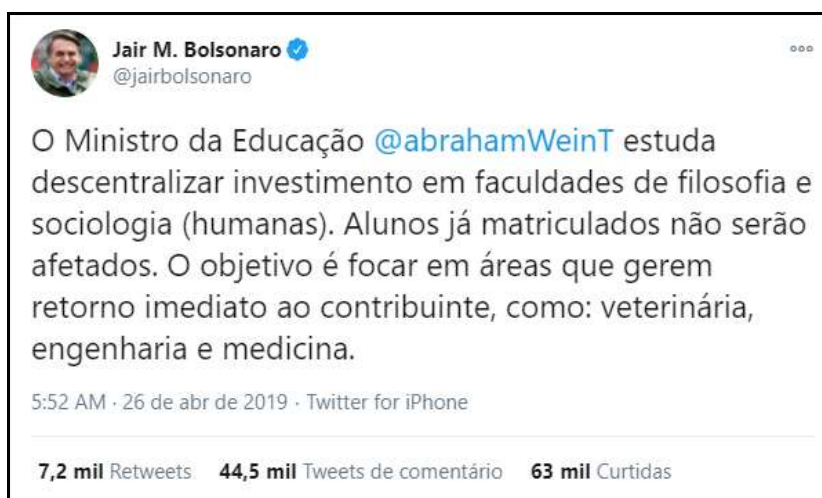 Jair M. Bolsonaro
@jairbolsonaro
O Ministro da Educação @abrahamWeinT estuda
descentralizar investimento em faculdades de filosofia e
sociologia (humanas). Alunos já matriculados não serão
afetados. O objetivo é focar em áreas que gerem
retorno imediato ao contribuinte, como: veterinária,
engenharia e medicina.
5:52 AM · 26 de abr de 2019 · Twitter for iPhone
7,2 mil Retweets 44,5 mil Tweets de comentário 63 mil Curtidas